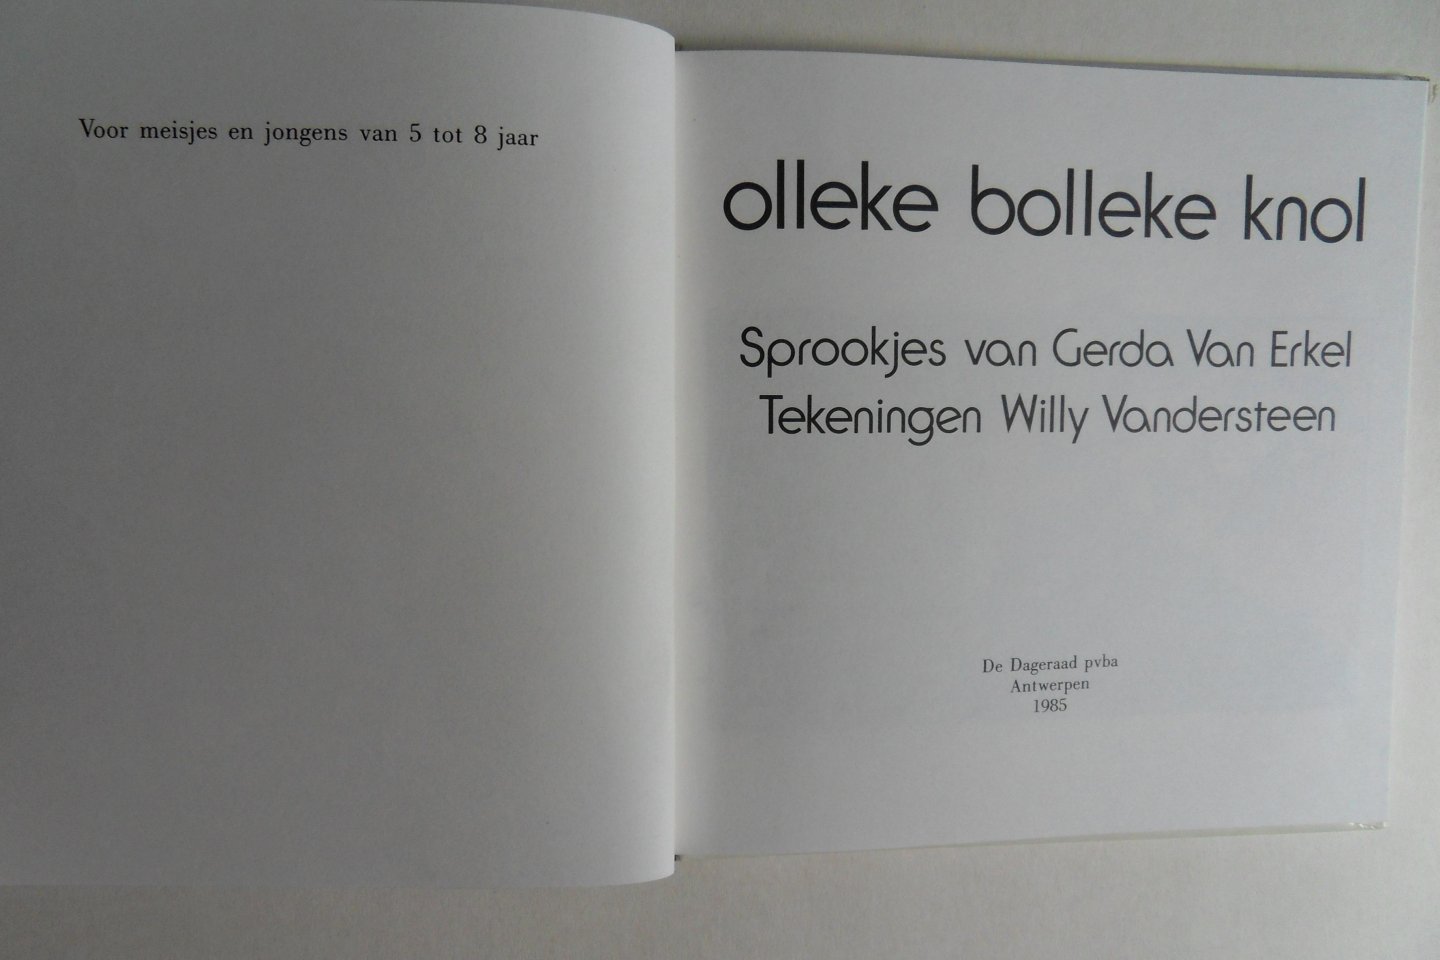 Voor meisjes en jongens van 5 tot 8 jaar
olleke bolleke knol
Sprookjes van Gerda Van Erkel
Tekeningen Willy Vandersteen
De Dageraad pvba
Antwerpen
1985